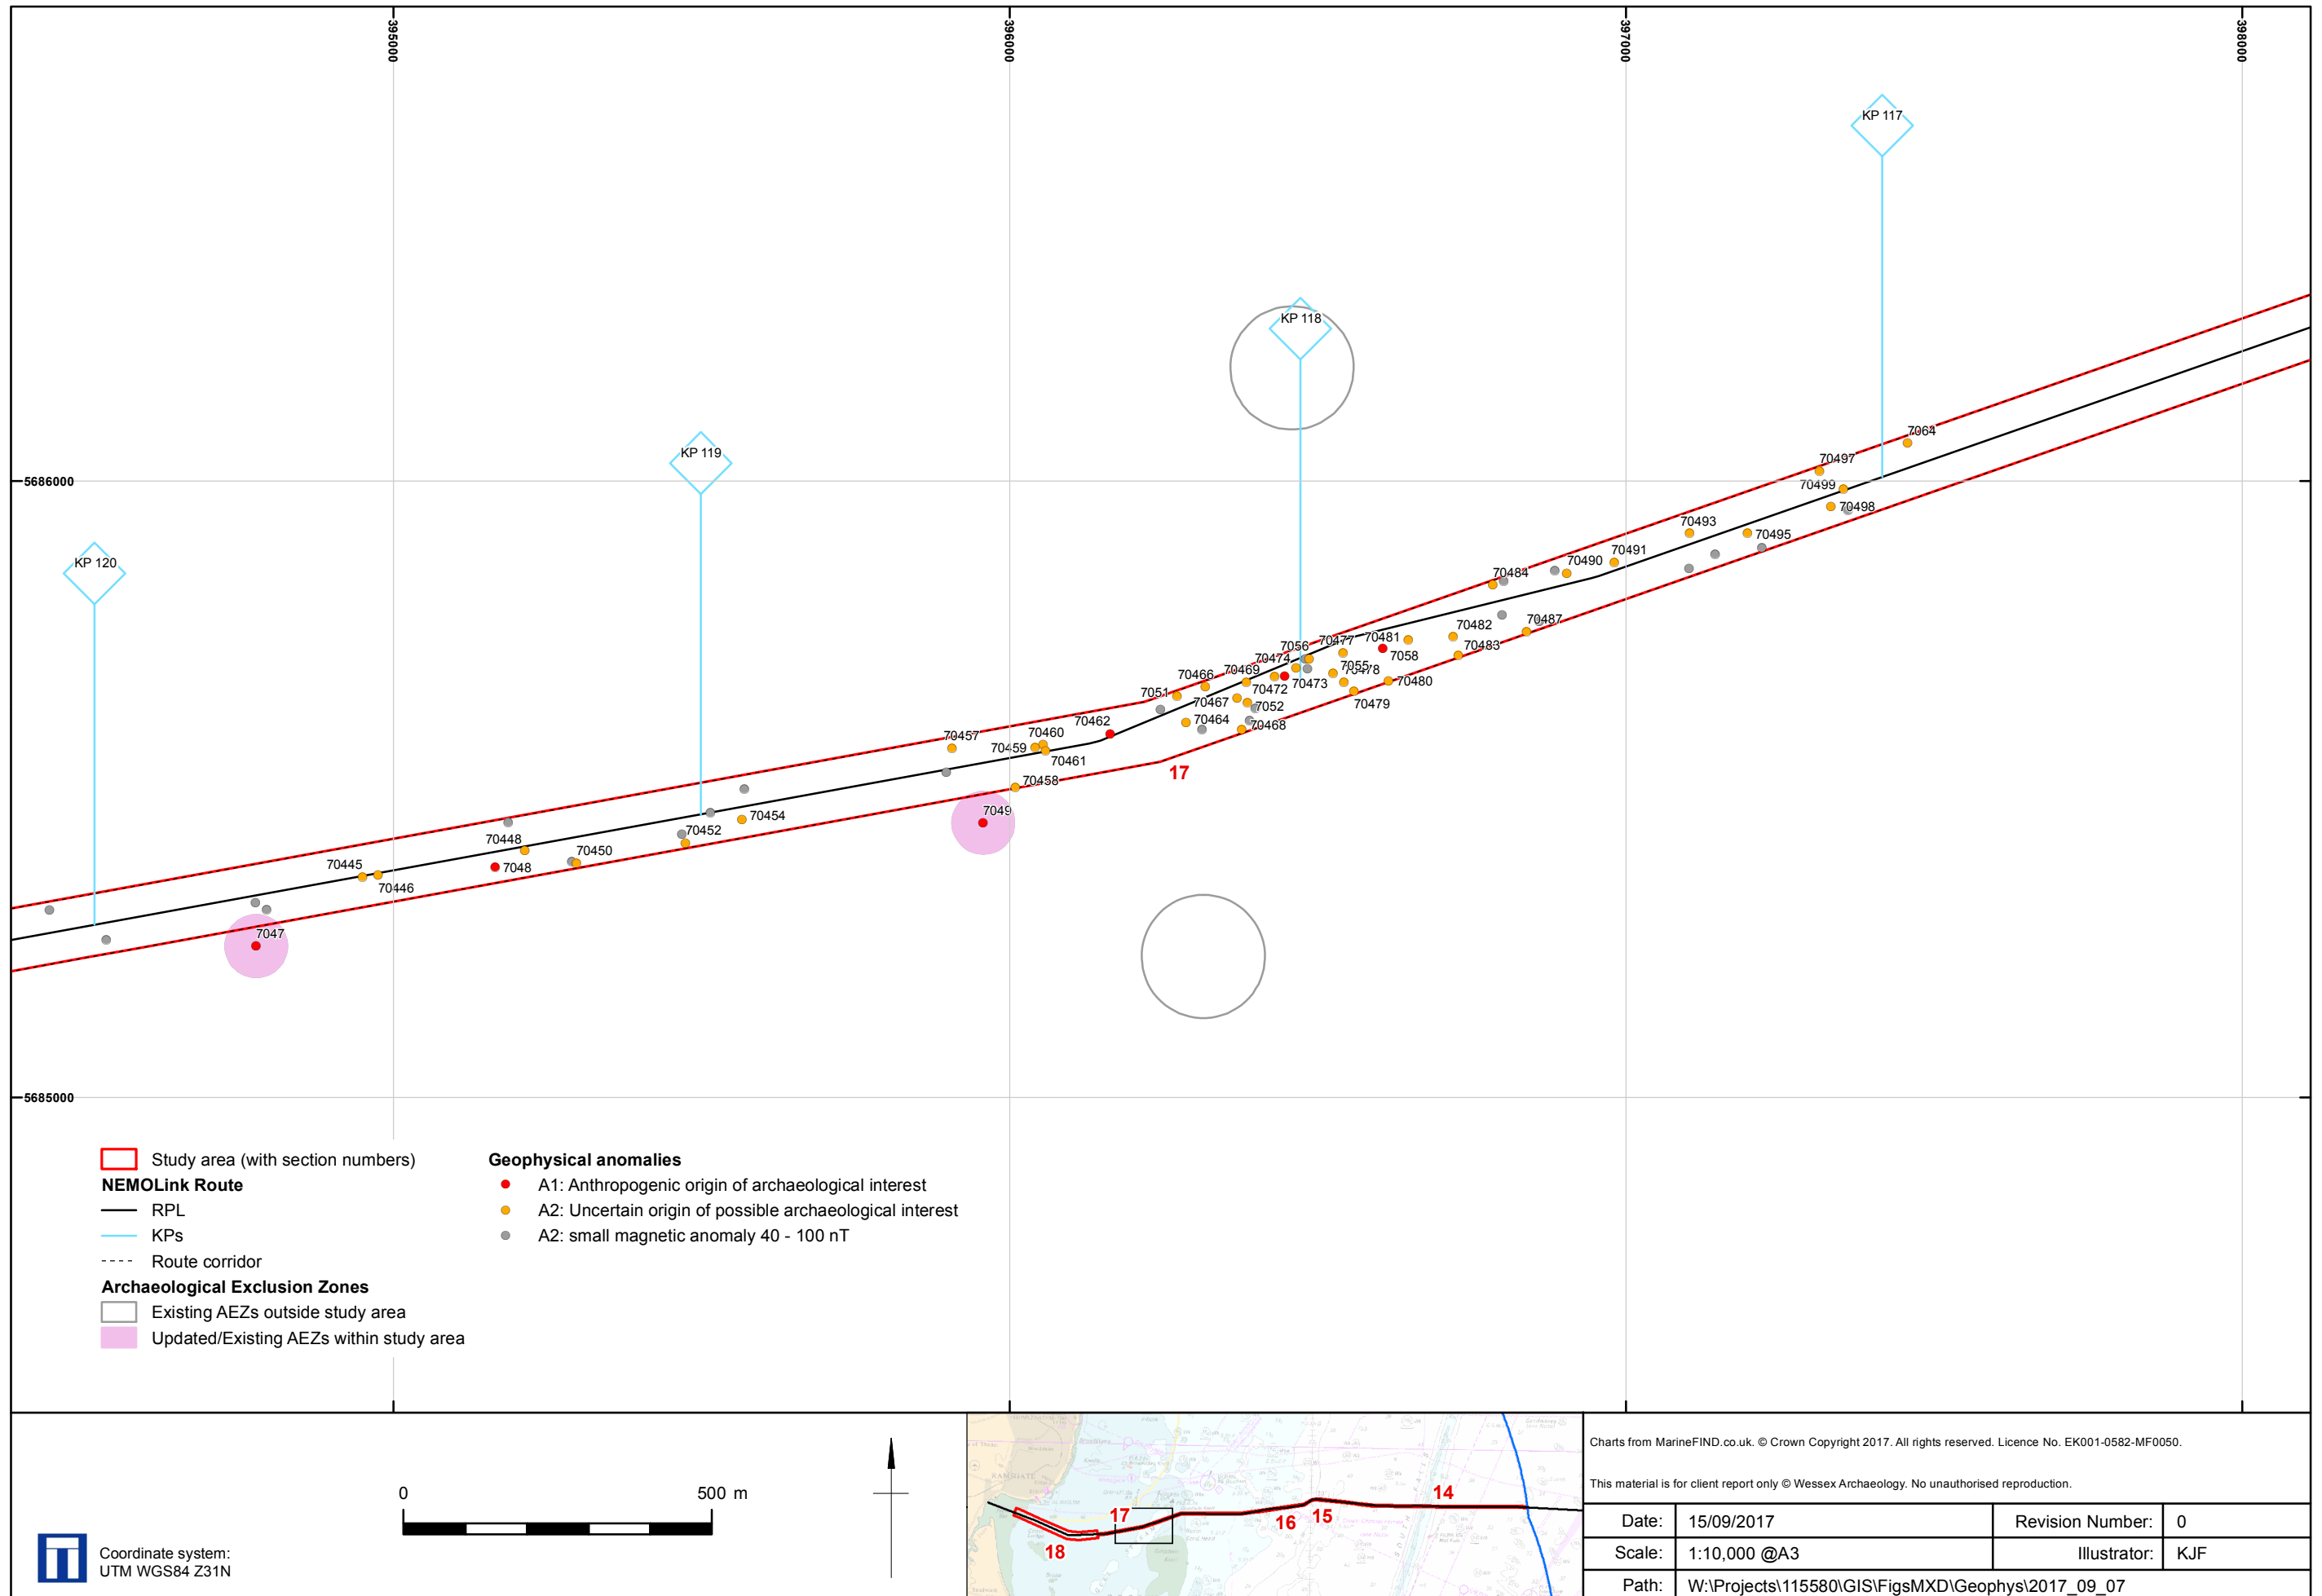 395000
396000
397000
398000
KP 117
KP 118
7064
KP 119
70497
5686000
70499
70498
70493
70495
70491
KP 120
70490
70484
70487
70482
70477
70481
7056
70483
7058
70474
7055
70478
70469
70466
70473
70480
7051
70472
70467
70479
7052
70462
70464
70468
70460
70457
70459
70461
17
70458
7049
70454
70452
70448
70450
70445
7048
70446
7047
5685000
Study area (with section numbers)
NEMOLink Route
RPL
KPs
Route corridor
Archaeological Exclusion Zones
Existing AEZs outside study area
Updated/Existing AEZs within study area
Geophysical anomalies
A1: Anthropogenic origin of archaeological interest
A2: Uncertain origin of possible archaeological interest
A2: small magnetic anomaly 40 - 100 nT
0 500 m
Coordinate system:
UTM WGS84 Z31N
RAMSGATE
14
17
16
15
18
Charts from MarineFIND.co.uk. © Crown Copyright 2017. All rights reserved. Licence No. EK001-0582-MF0050.
This material is for client report only © Wessex Archaeology. No unauthorised reproduction.
Date: 15/09/2017 Revision Number: 0
Scale: 1:10,000 @A3 Illustrator: KJF
Path: W:\Projects\115580\GIS\FigsMXD\Geophys\2017_09_07